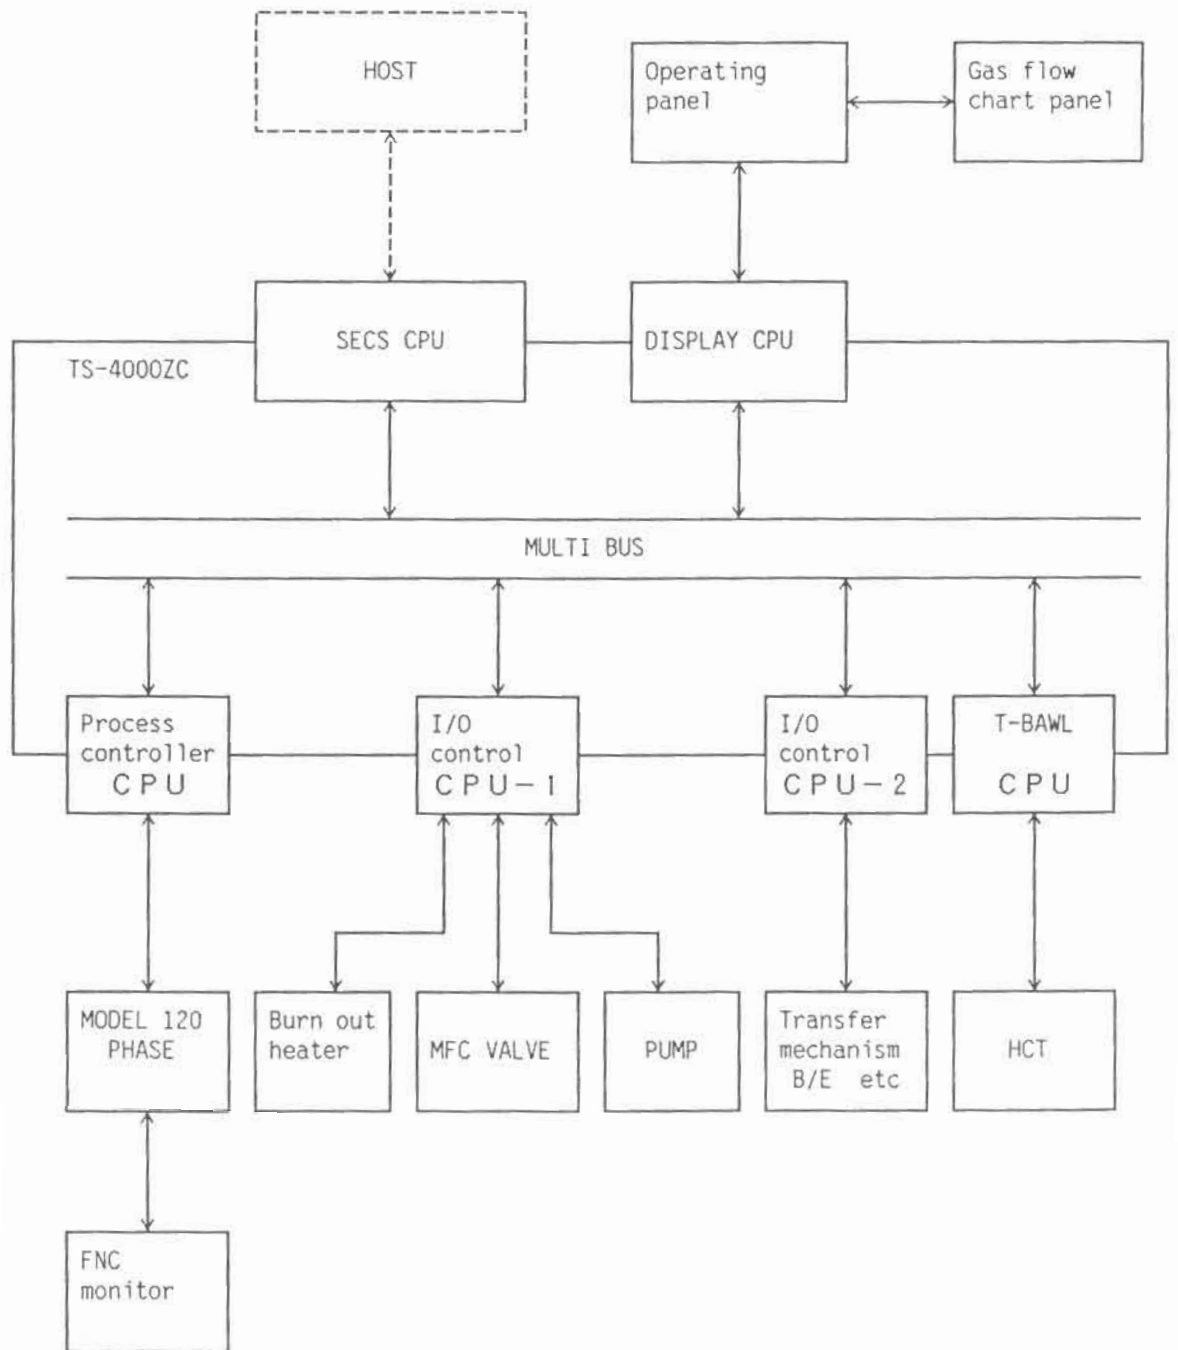 HOST
Operating
panel
Gas flow
chart panel
SECS CPU
DISPLAY CPU
TS-4000ZC
MULTI BUS
Process
controller
CPU
I/O
control
CPU-1
I/O
control
CPU-2
T-BAWL
CPU
MODEL 120
PHASE
Burn out
heater
MFC VALVE
PUMP
Transfer
mechanism
B/E etc
HCT
FNC
monitor